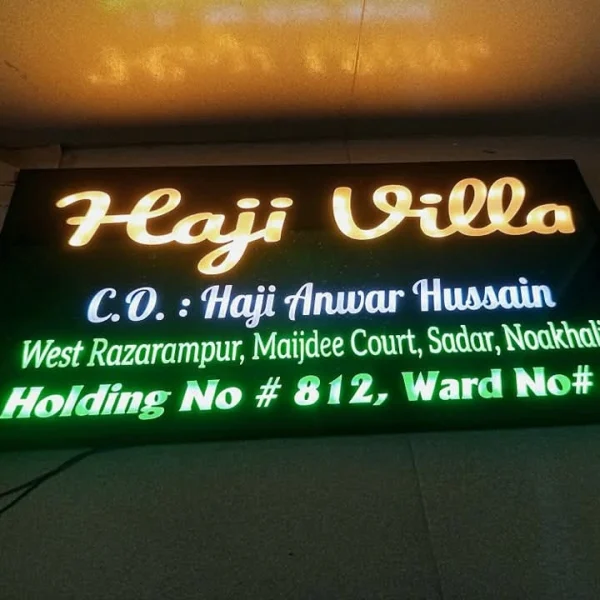 Haji Villa
C.O. : Haji Anwar Hussain
West Razarampur, Maijdee Court, Sadar, Noakhali
Holding No # 812, Ward No#